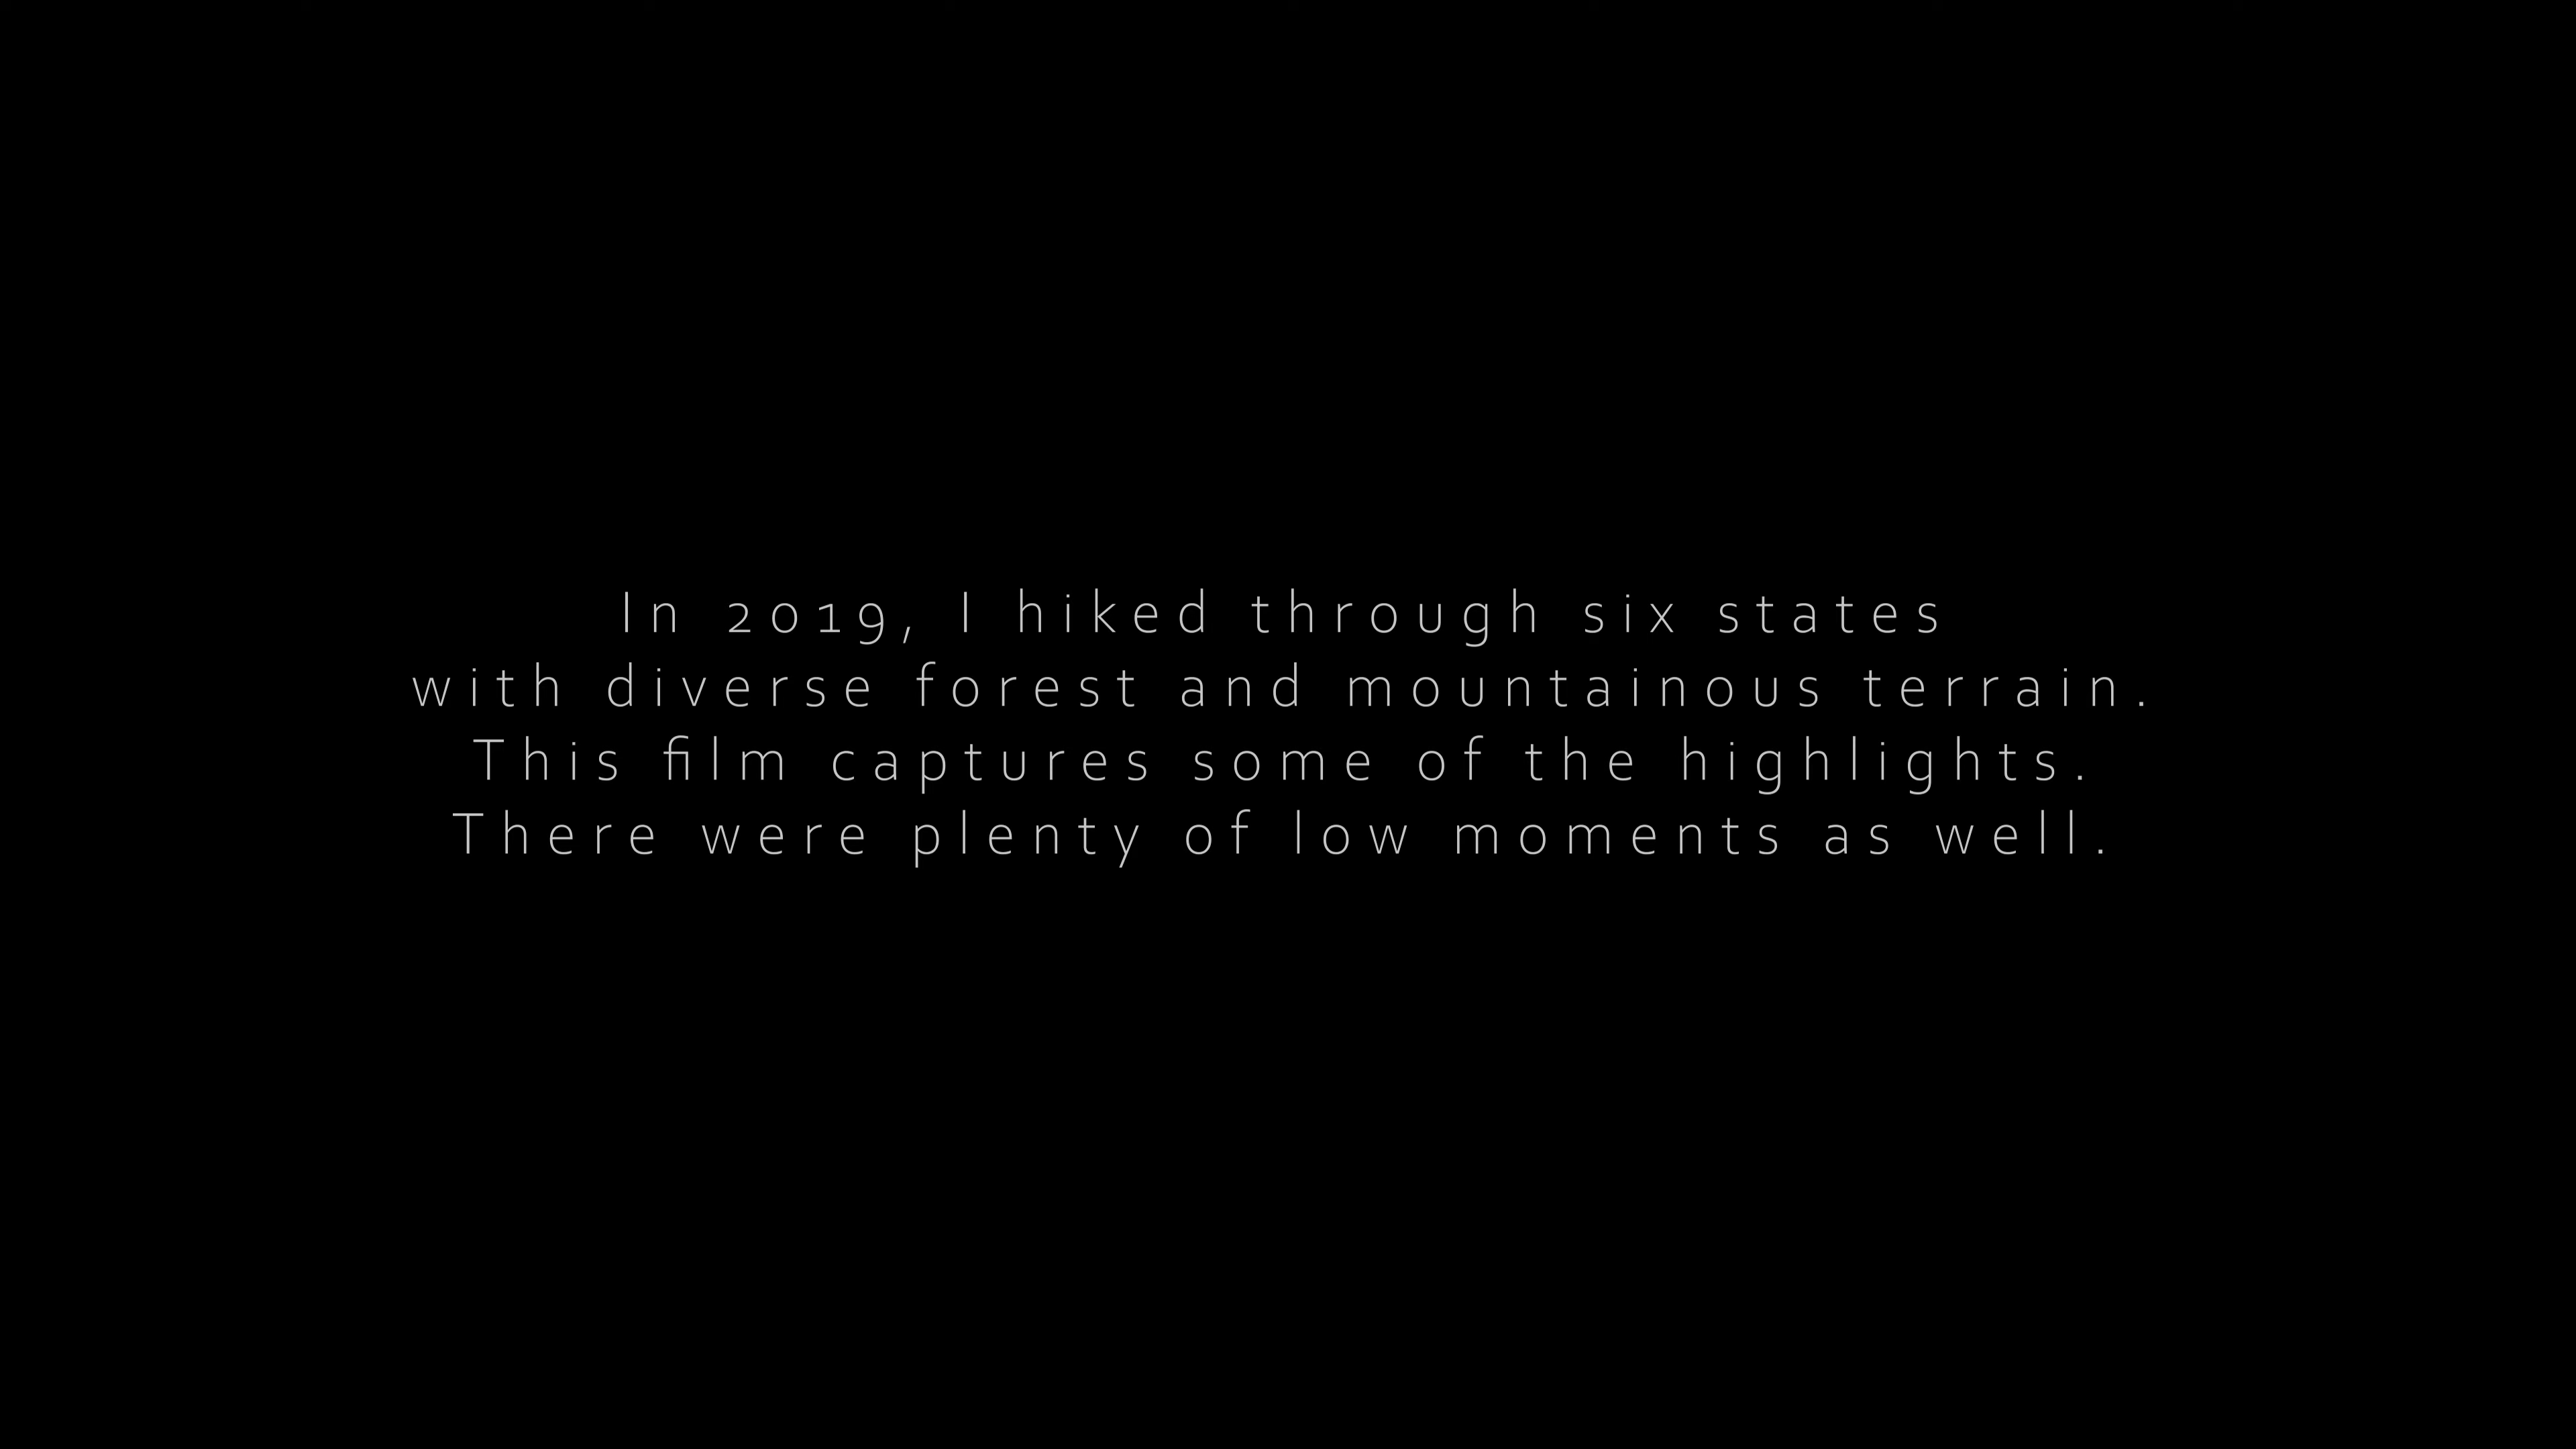 In 2019, I hiked through six states
with diverse forest and mountainous terrain.
This film captures some of the highlights.
There were plenty of low moments as well.